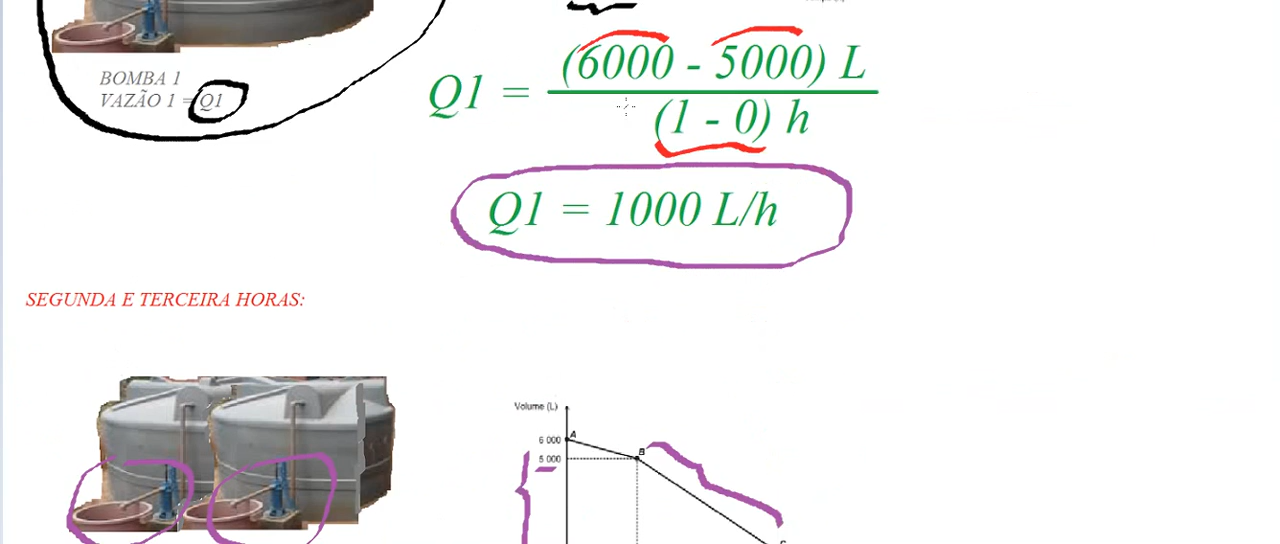 BOMBA 1
VAZÃO 1 = Q1
Q1 = (6000 - 5000) L
(1 - 0) h
Q1 = 1000 L/h
SEGUNDA E TERCEIRA HORAS:
Volume (L)
6 000
A
5 000
B